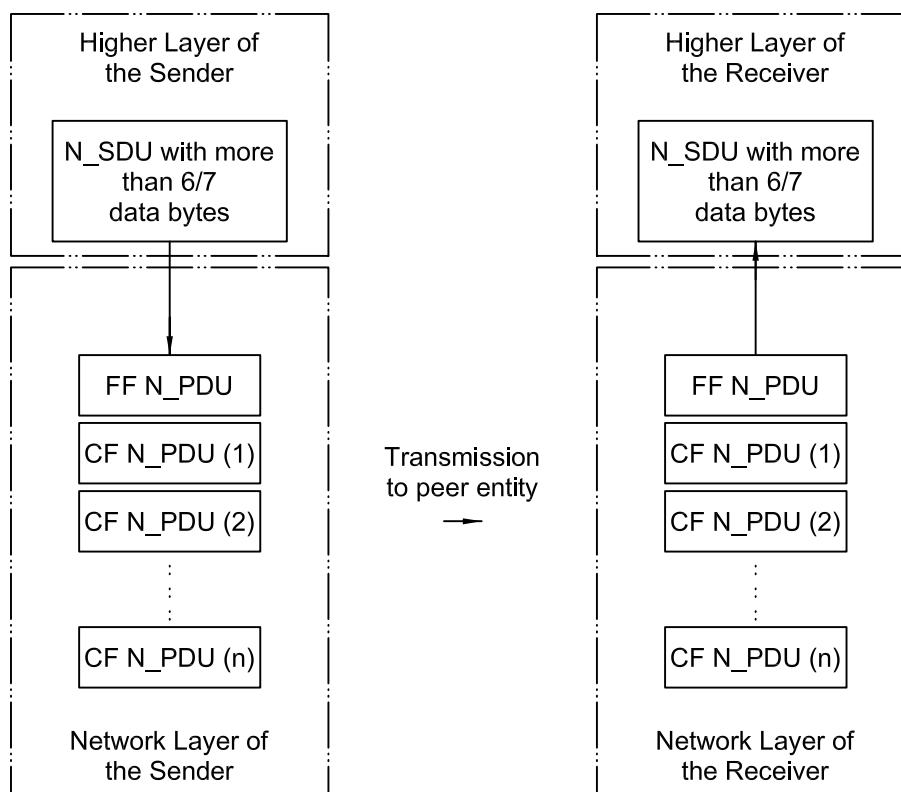 Higher Layer of
the Sender
N_SDU with more
than 6/7
data bytes
FF N_PDU
CF N_PDU (1)
CF N_PDU (2)
CF N_PDU (n)
Network Layer of
the Sender
Transmission
to peer entity
Higher Layer of
the Receiver
N_SDU with more
than 6/7
data bytes
FF N_PDU
CF N_PDU (1)
CF N_PDU (2)
CF N_PDU (n)
Network Layer of
the Receiver